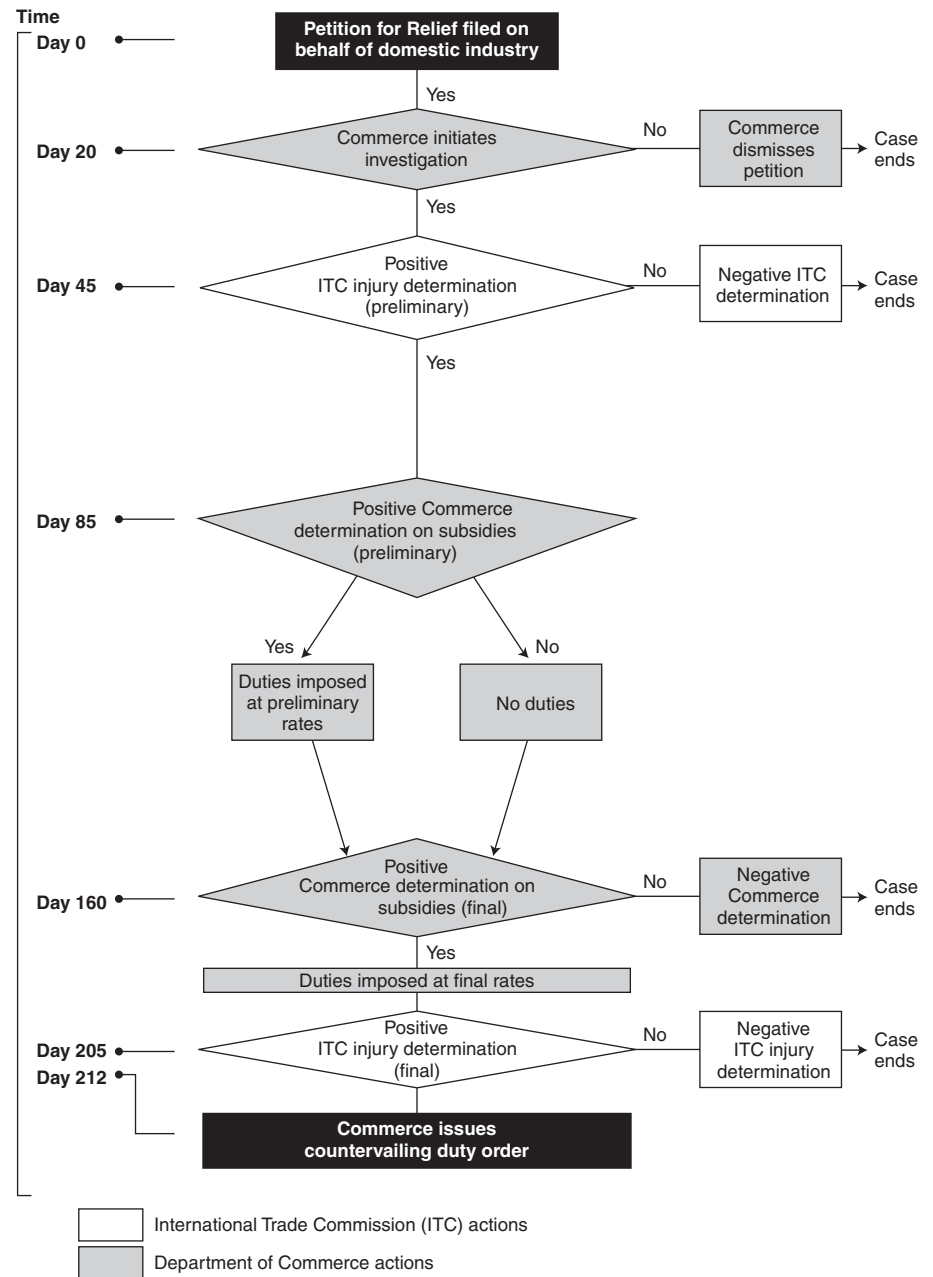 Time
Day 0
Petition for Relief filed on
behalf of domestic industry
Yes
Day 20
Commerce initiates
investigation
No
Commerce
dismisses
petition
Case
ends
Yes
Day 45
Positive
ITC injury determination
(preliminary)
No
Negative ITC
determination
Case
ends
Yes
Day 85
Positive Commerce
determination on subsidies
(preliminary)
Yes
No
Duties imposed
at preliminary
rates
No duties
Day 160
Positive
Commerce determination on
subsidies (final)
No
Negative
Commerce
determination
Case
ends
Yes
Duties imposed at final rates
Day 205
Positive
ITC injury determination
(final)
No
Negative
ITC injury
determination
Case
ends
Day 212
Commerce issues
countervailing duty order
International Trade Commission (ITC) actions
Department of Commerce actions